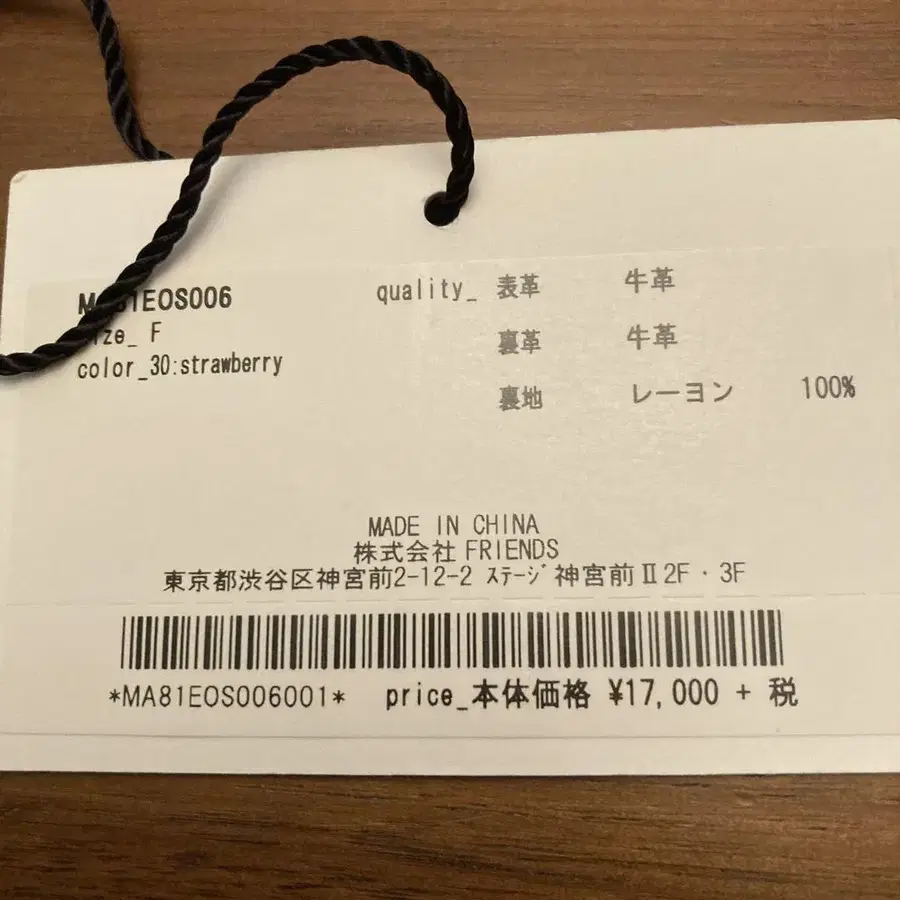 MA81EOS006
size_ F
color_30:strawberry
quality_ 表革 牛革
裏革 牛革
裏地 レーヨン 100%
MADE IN CHINA
株式会社 FRIENDS
東京都渋谷区神宮前2-12-2 ｽﾃｰｼﾞ神宮前Ⅱ2F・3F
*MA81EOS006001* price_本体価格 ¥17,000 + 税